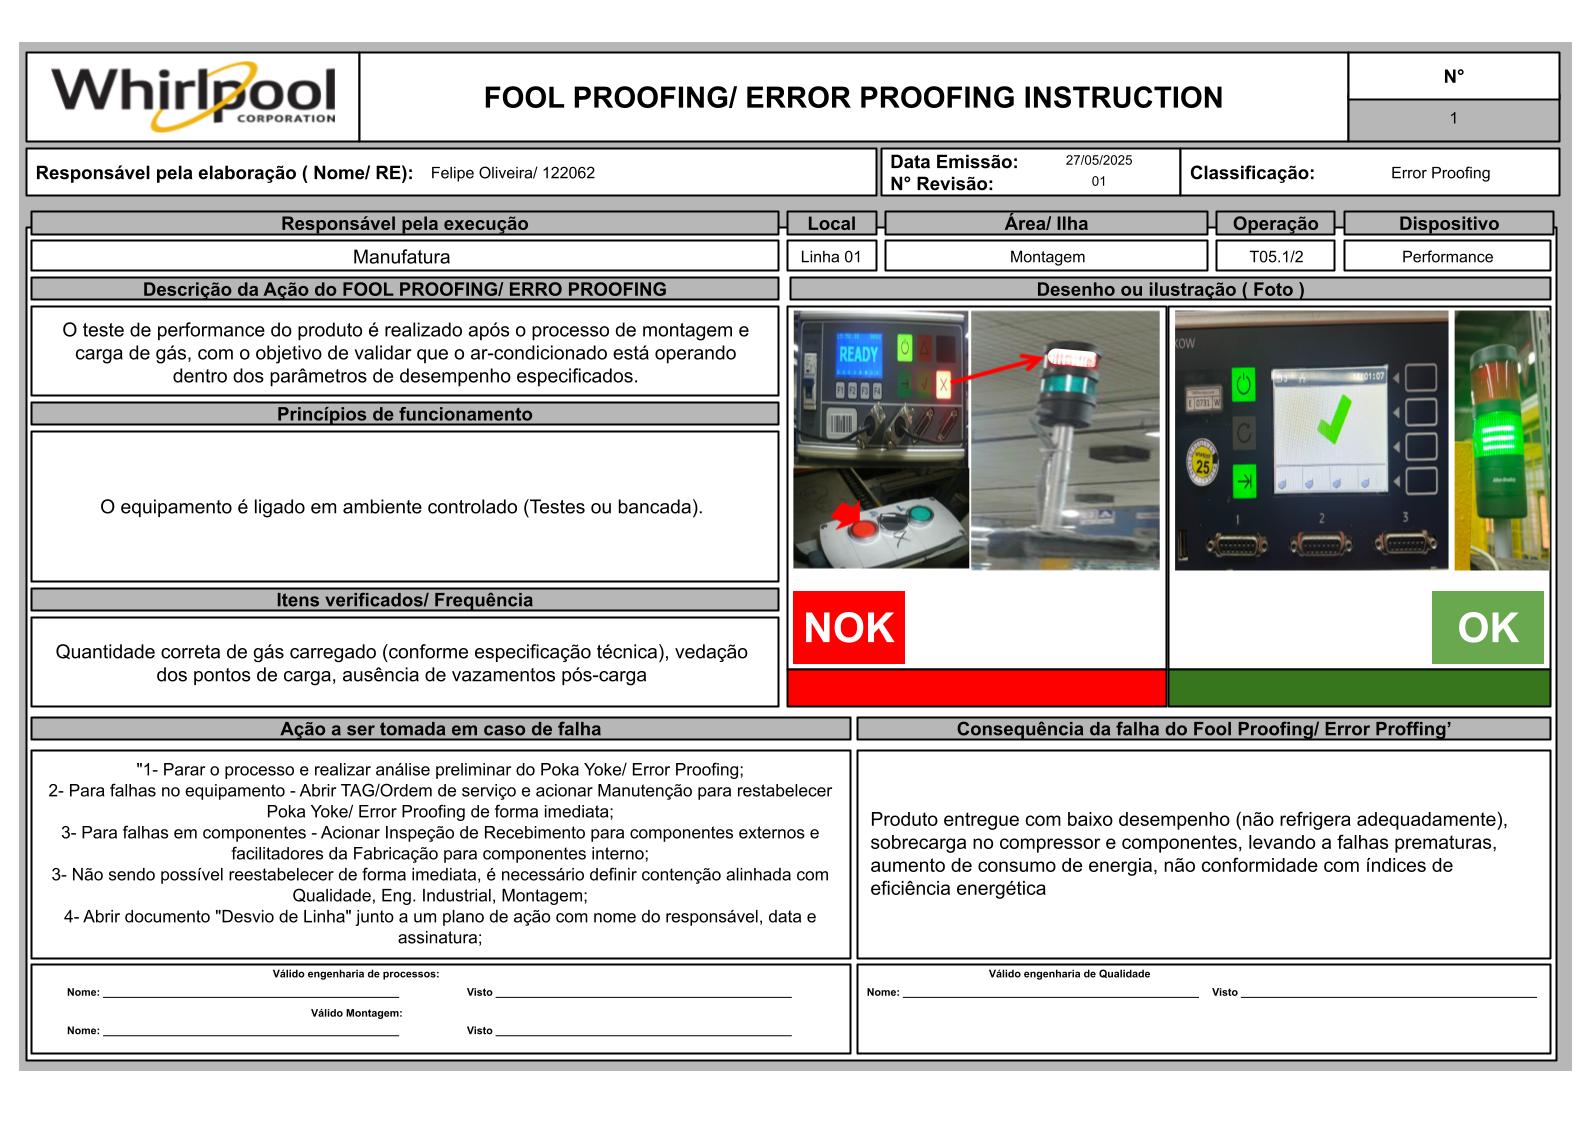 Whirlpool
CORPORATION
FOOL PROOFING/ ERROR PROOFING INSTRUCTION
N°
1
Responsável pela elaboração ( Nome/ RE): Felipe Oliveira/ 122062
Data Emissão: 27/05/2025
N° Revisão: 01
Classificação: Error Proofing
Responsável pela execução
Local
Área/ Ilha
Operação
Dispositivo
Manufatura
Linha 01
Montagem
T05.1/2
Performance
Descrição da Ação do FOOL PROOFING/ ERRO PROOFING
Desenho ou ilustração ( Foto )
O teste de performance do produto é realizado após o processo de montagem e
carga de gás, com o objetivo de validar que o ar-condicionado está operando
dentro dos parâmetros de desempenho especificados.
Princípios de funcionamento
O equipamento é ligado em ambiente controlado (Testes ou bancada).
Itens verificados/ Frequência
Quantidade correta de gás carregado (conforme especificação técnica), vedação
dos pontos de carga, ausência de vazamentos pós-carga
READY
F1 F2 F3 F4
X
KOW
E 0731 W
25
01:07
1 2 3
NOK
OK
Ação a ser tomada em caso de falha
"1- Parar o processo e realizar análise preliminar do Poka Yoke/ Error Proofing;
2- Para falhas no equipamento - Abrir TAG/Ordem de serviço e acionar Manutenção para restabelecer
Poka Yoke/ Error Proofing de forma imediata;
3- Para falhas em componentes - Acionar Inspeção de Recebimento para componentes externos e
facilitadores da Fabricação para componentes interno;
3- Não sendo possível reestabelecer de forma imediata, é necessário definir contenção alinhada com
Qualidade, Eng. Industrial, Montagem;
4- Abrir documento "Desvio de Linha" junto a um plano de ação com nome do responsável, data e
assinatura;
Consequência da falha do Fool Proofing/ Error Proffing’
Produto entregue com baixo desempenho (não refrigera adequadamente),
sobrecarga no compressor e componentes, levando a falhas prematuras,
aumento de consumo de energia, não conformidade com índices de
eficiência energética
Válido engenharia de processos:
Nome: Visto
Válido Montagem:
Nome: Visto
Válido engenharia de Qualidade
Nome: Visto